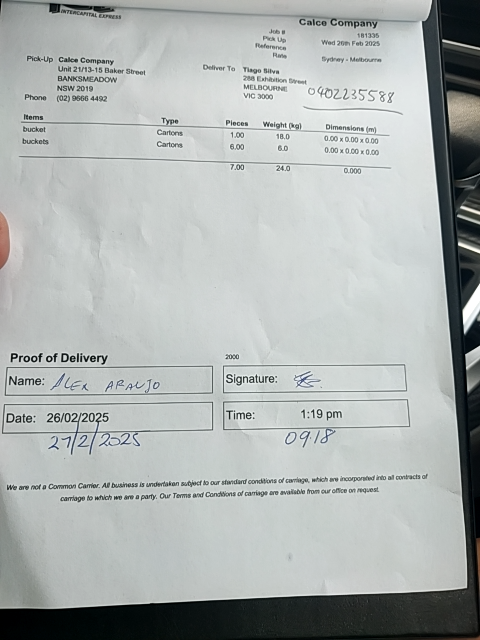 INTERCAPITAL EXPRESS
Calce Company
Job # 181335
Pick Up Wed 26th Feb 2025
Reference
Rate Sydney - Melbourne
Pick-Up Calce Company
Unit 21/13-15 Baker Street
BANKSMEADOW
NSW 2019
Phone (02) 9666 4492
Deliver To Tiago Silva
288 Exhibition Street
MELBOURNE
VIC 3000
0402235588
Items Type Pieces Weight (kg) Dimensions (m)
bucket Cartons 1.00 18.0 0.00 x 0.00 x 0.00
buckets Cartons 6.00 6.0 0.00 x 0.00 x 0.00
7.00 24.0 0.000
Proof of Delivery 2000
Name: ALEX ARAUJO Signature:
Date: 26/02/2025 Time: 1:19 pm
27/2/2025 0918
We are not a Common Carrier. All business is undertaken subject to our standard conditions of carriage, which are incorporated into all contracts of
carriage to which we are a party. Our Terms and Conditions of carriage are available from our office on request.